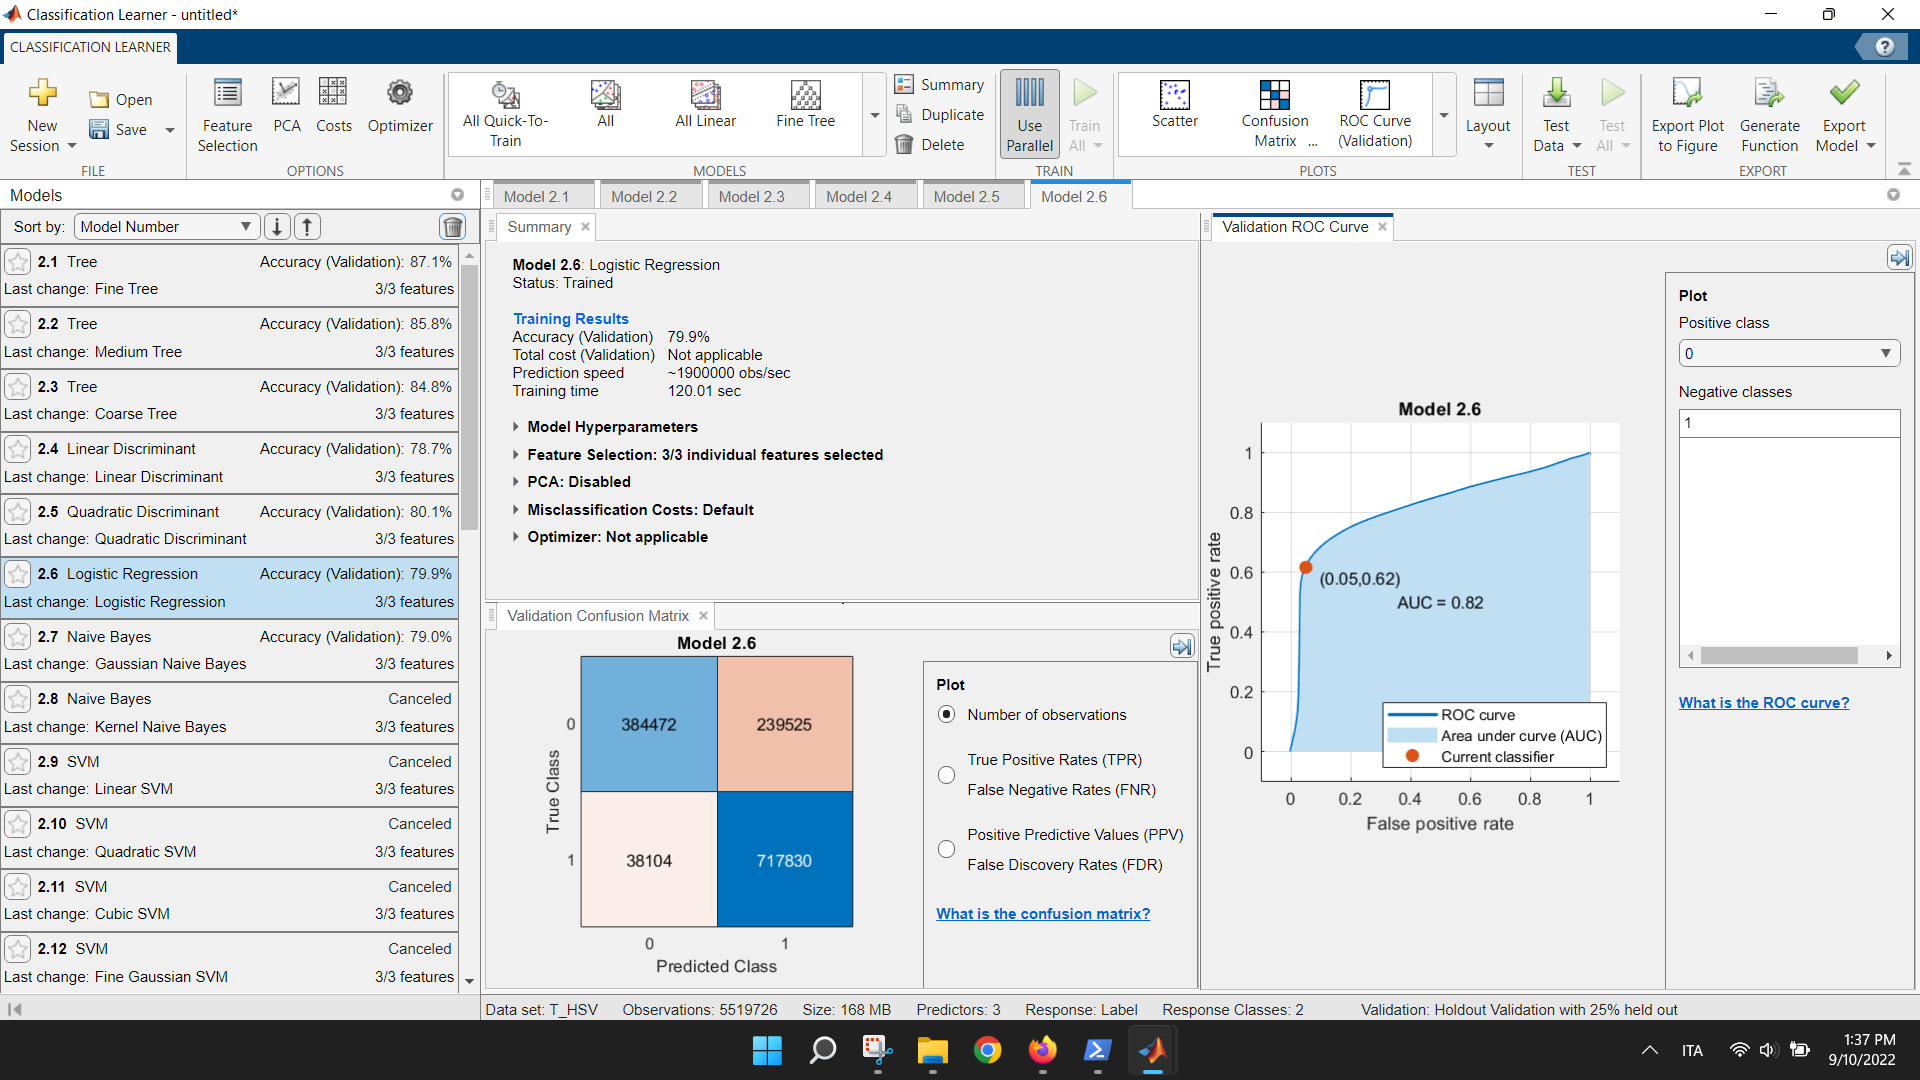 Classification Learner - untitled*
CLASSIFICATION LEARNER
New Session
Open
Save
FILE
Feature Selection
PCA
Costs
Optimizer
OPTIONS
All Quick-To-Train
All
All Linear
Fine Tree
MODELS
Summary
Duplicate
Delete
Use Parallel
Train All
TRAIN
Scatter
Confusion Matrix ...
ROC Curve (Validation)
PLOTS
Layout
Test Data
Test All
TEST
Export Plot to Figure
Generate Function
Export Model
EXPORT
Models
Sort by: Model Number
2.1 Tree Accuracy (Validation): 87.1%
Last change: Fine Tree 3/3 features
2.2 Tree Accuracy (Validation): 85.8%
Last change: Medium Tree 3/3 features
2.3 Tree Accuracy (Validation): 84.8%
Last change: Coarse Tree 3/3 features
2.4 Linear Discriminant Accuracy (Validation): 78.7%
Last change: Linear Discriminant 3/3 features
2.5 Quadratic Discriminant Accuracy (Validation): 80.1%
Last change: Quadratic Discriminant 3/3 features
2.6 Logistic Regression Accuracy (Validation): 79.9%
Last change: Logistic Regression 3/3 features
2.7 Naive Bayes Accuracy (Validation): 79.0%
Last change: Gaussian Naive Bayes 3/3 features
2.8 Naive Bayes Canceled
Last change: Kernel Naive Bayes 3/3 features
2.9 SVM Canceled
Last change: Linear SVM 3/3 features
2.10 SVM Canceled
Last change: Quadratic SVM 3/3 features
2.11 SVM Canceled
Last change: Cubic SVM 3/3 features
2.12 SVM Canceled
Last change: Fine Gaussian SVM 3/3 features
Model 2.1 Model 2.2 Model 2.3 Model 2.4 Model 2.5 Model 2.6
Summary
Model 2.6: Logistic Regression
Status: Trained
Training Results
Accuracy (Validation) 79.9%
Total cost (Validation) Not applicable
Prediction speed ~1900000 obs/sec
Training time 120.01 sec
Model Hyperparameters
Feature Selection: 3/3 individual features selected
PCA: Disabled
Misclassification Costs: Default
Optimizer: Not applicable
Validation Confusion Matrix
Model 2.6
True Class
0 384472 239525
1 38104 717830
0 1
Predicted Class
Plot
Number of observations
True Positive Rates (TPR)
False Negative Rates (FNR)
Positive Predictive Values (PPV)
False Discovery Rates (FDR)
What is the confusion matrix?
Validation ROC Curve
Model 2.6
True positive rate
1
0.8
0.6
0.4
0.2
0
(0.05,0.62)
AUC = 0.82
ROC curve
Area under curve (AUC)
Current classifier
0 0.2 0.4 0.6 0.8 1
False positive rate
Plot
Positive class
0
Negative classes
1
What is the ROC curve?
Data set: T_HSV Observations: 5519726 Size: 168 MB Predictors: 3 Response: Label Response Classes: 2 Validation: Holdout Validation with 25% held out
ITA
1:37 PM
9/10/2022